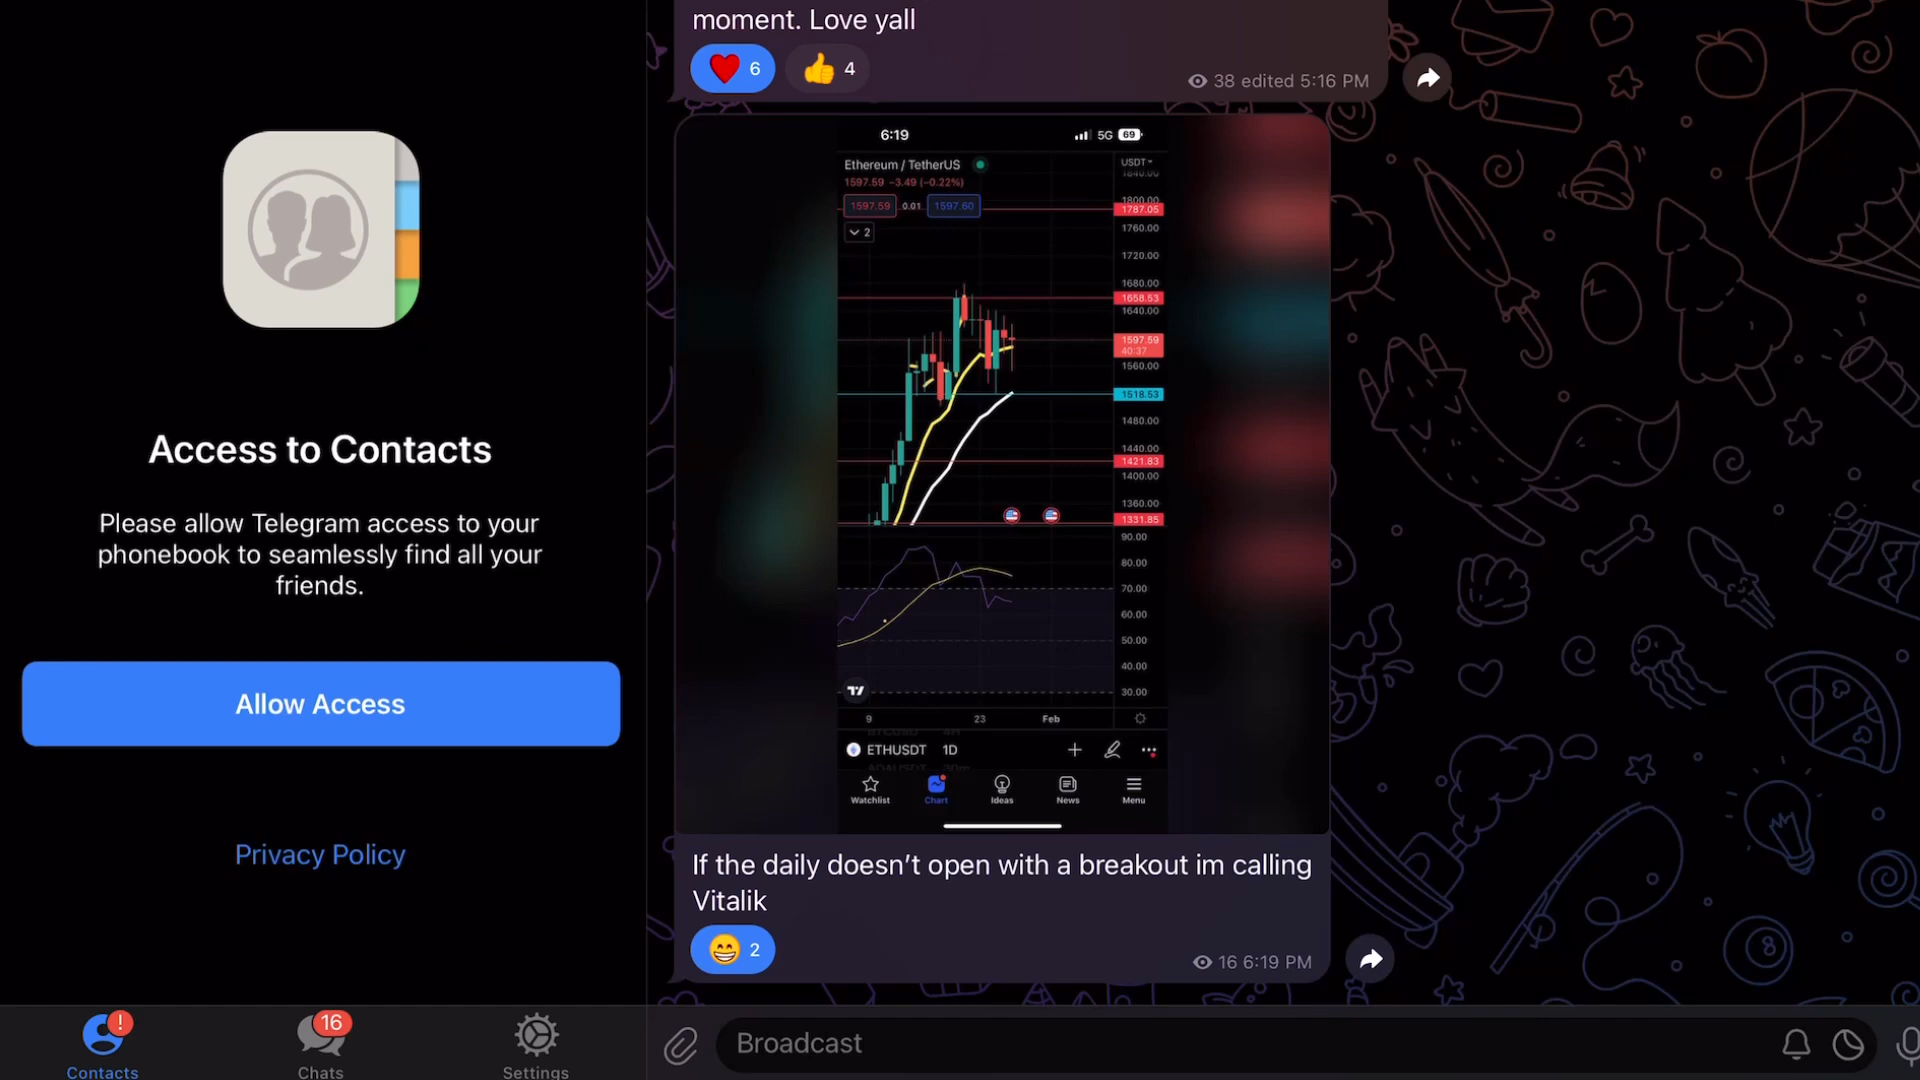 Access to Contacts
Please allow Telegram access to your
phonebook to seamlessly find all your
friends.
Allow Access
Privacy Policy
!
Contacts
16
Chats
Settings
moment. Love yall
6
4
38 edited 5:16 PM
6:19
5G 69
Ethereum / TetherUS
1597.59 −3.49 (−0.22%)
1597.59 0.01 1597.60
2
USDT
1840.00
1800.00
1787.05
1760.00
1720.00
1680.00
1658.53
1640.00
1597.59
40:37
1560.00
1518.53
1480.00
1440.00
1421.83
1400.00
1360.00
1331.85
90.00
80.00
70.00
60.00
50.00
40.00
30.00
9 23 Feb
ETHUSDT 1D
Watchlist Chart Ideas News Menu
If the daily doesn’t open with a breakout im calling
Vitalik
2
16 6:19 PM
Broadcast